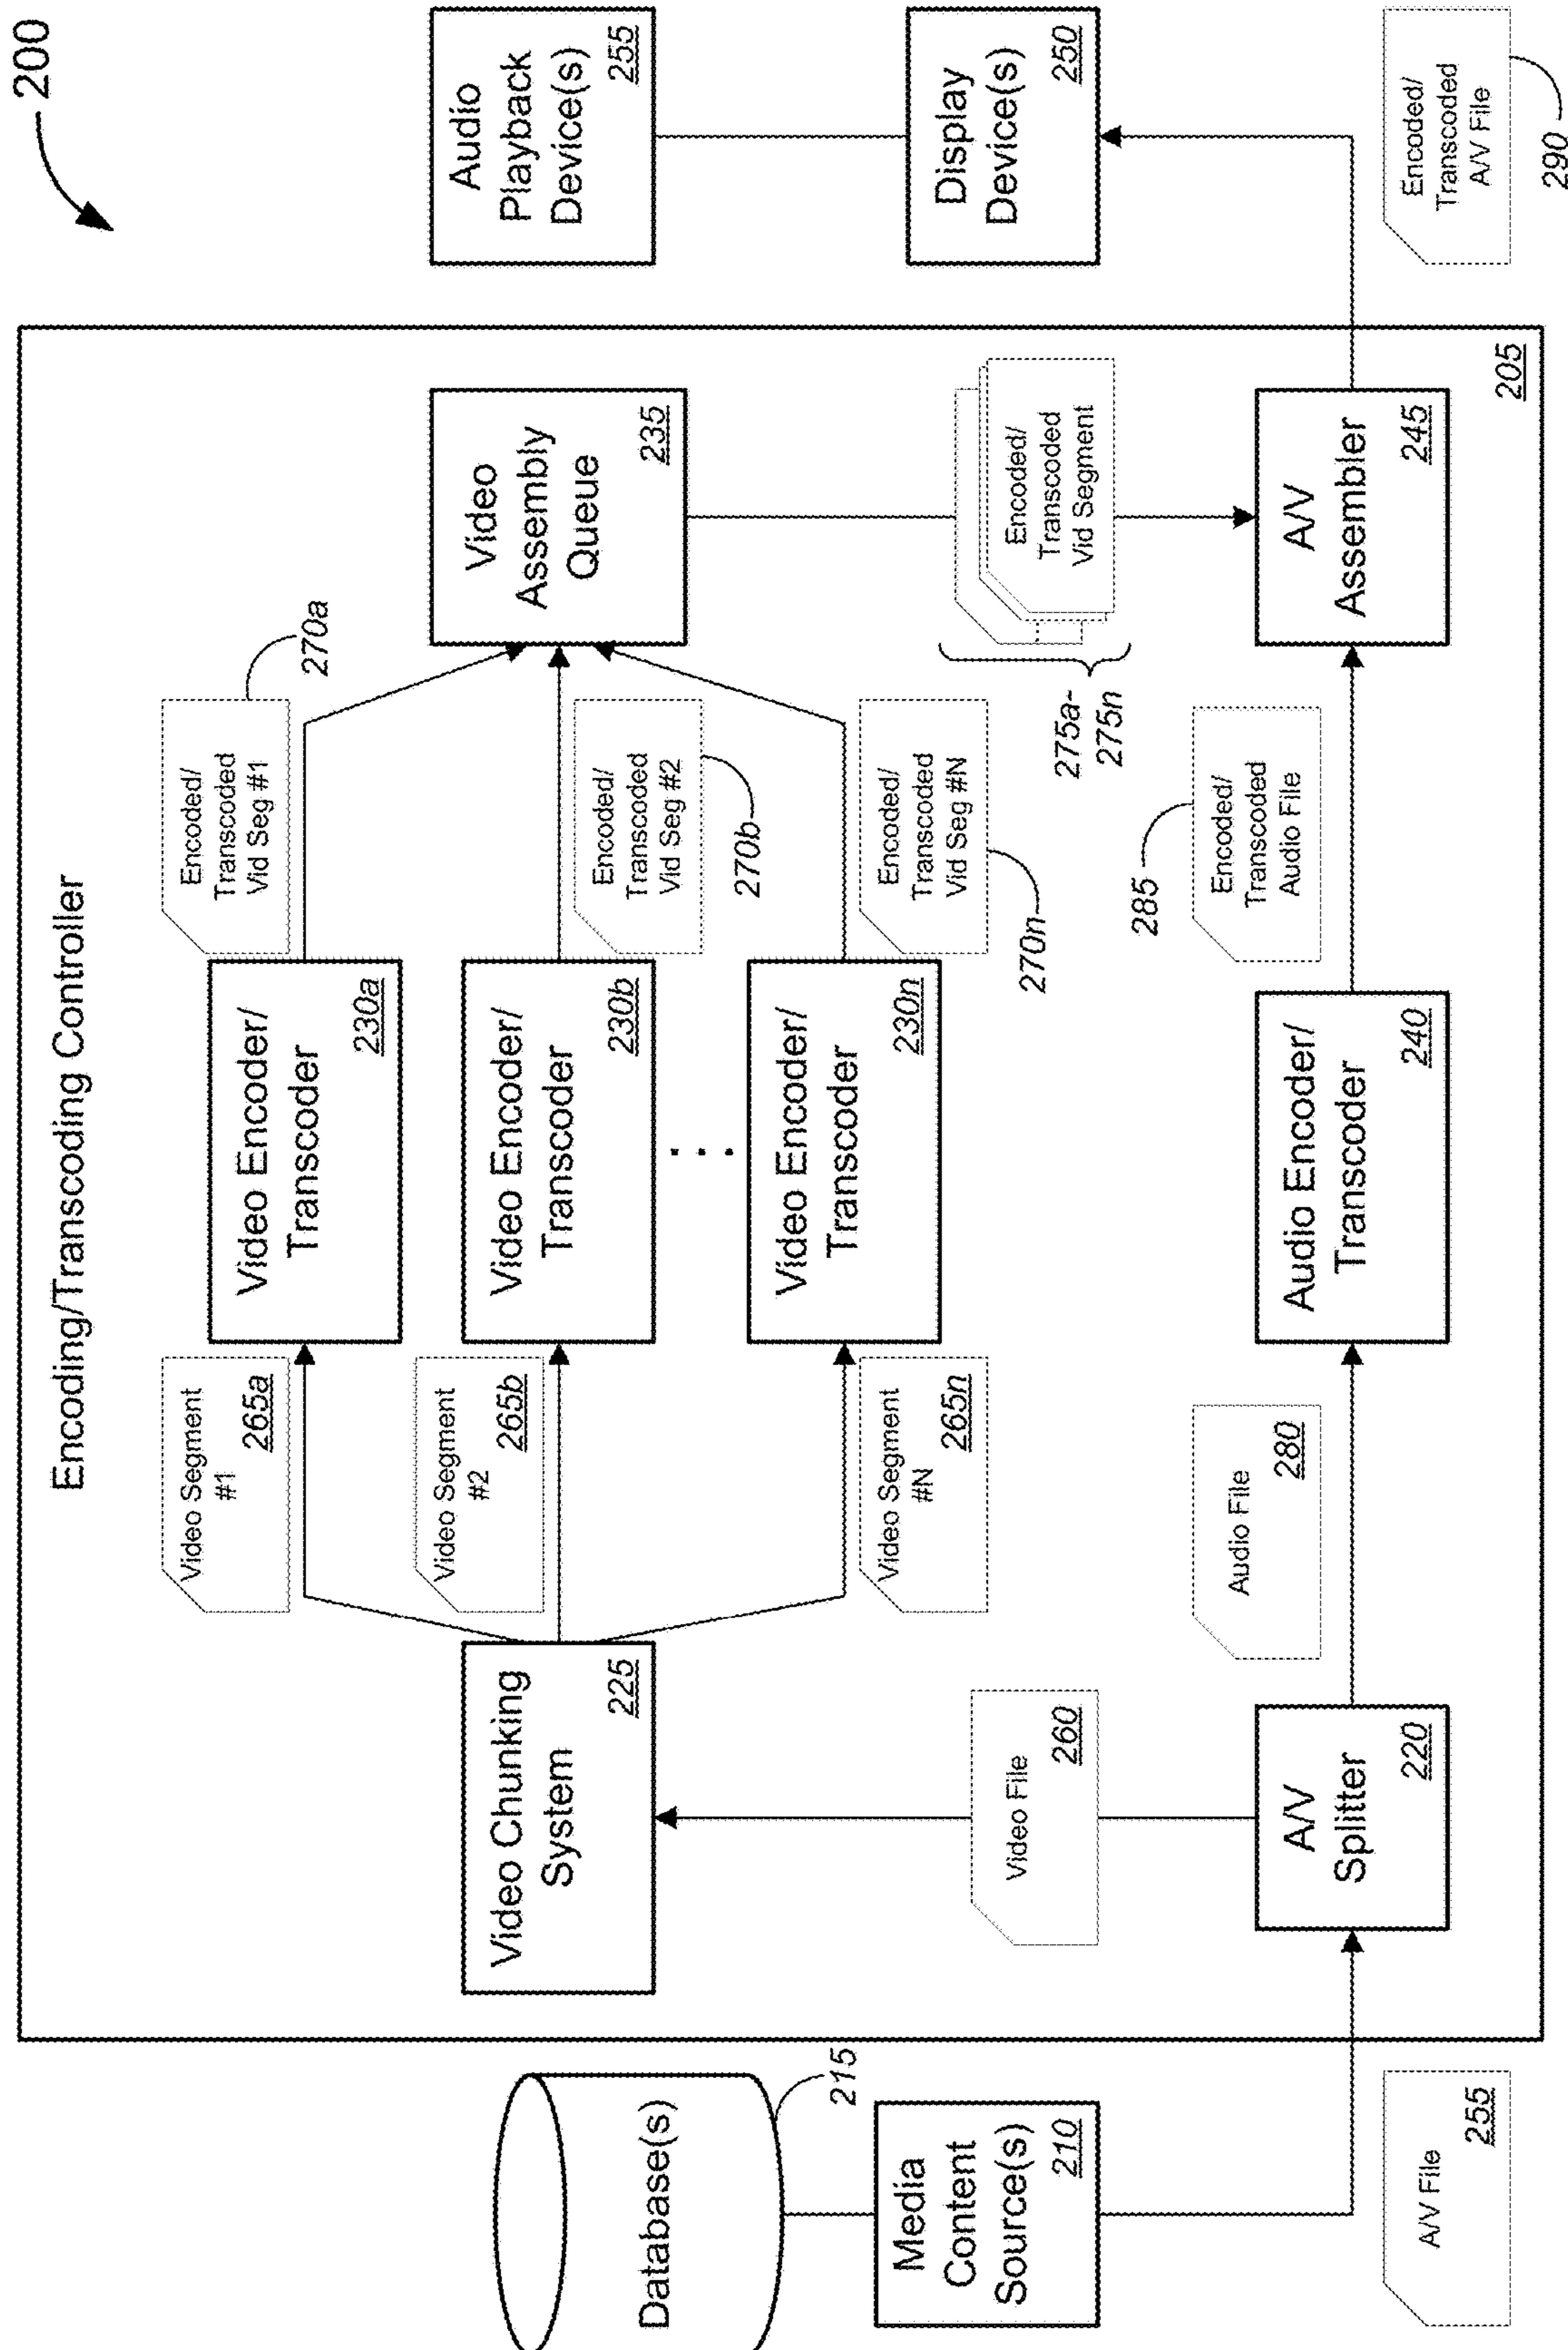 200
Encoding/Transcoding Controller
Database(s)
215
Media
Content
Source(s)
210
A/V File
255
A/V
Splitter
220
Video File
260
Video Chunking
System
225
Video Segment
#1
265a
Video Segment
#2
265b
Video Segment
#N
265n
Video Encoder/
Transcoder
230a
Video Encoder/
Transcoder
230b
...
Video Encoder/
Transcoder
230n
Encoded/
Transcoded
Vid Seg #1
270a
Encoded/
Transcoded
Vid Seg #2
270b
Encoded/
Transcoded
Vid Seg #N
270n
Video
Assembly
Queue
235
Encoded/
Transcoded
Vid Segment
275a-
275n
Audio File
280
Audio Encoder/
Transcoder
240
285
Encoded/
Transcoded
Audio File
A/V
Assembler
245
205
Audio
Playback
Device(s)
255
Display
Device(s)
250
Encoded/
Transcoded
A/V File
290